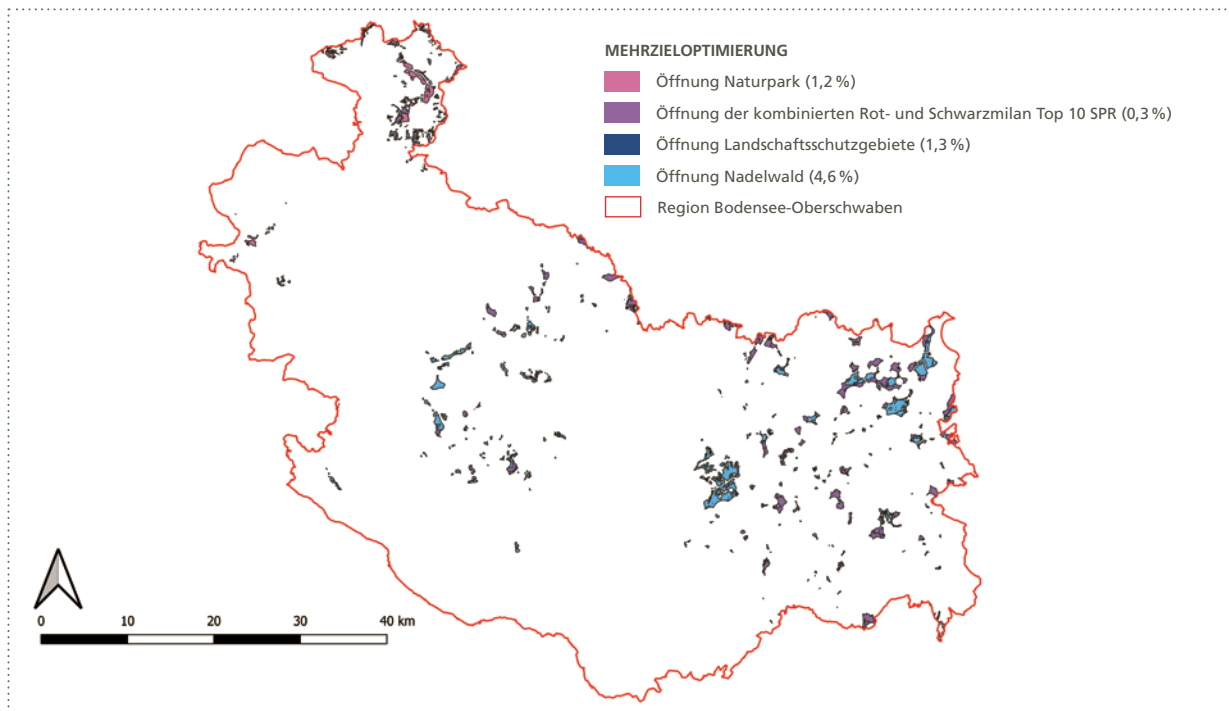 MEHRZIELOPTIMIERUNG
Öffnung Naturpark (1,2 %)
Öffnung der kombinierten Rot- und Schwarzmilan Top 10 SPR (0,3 %)
Öffnung Landschaftsschutzgebiete (1,3 %)
Öffnung Nadelwald (4,6 %)
Region Bodensee-Oberschwaben
0 10 20 30 40 km